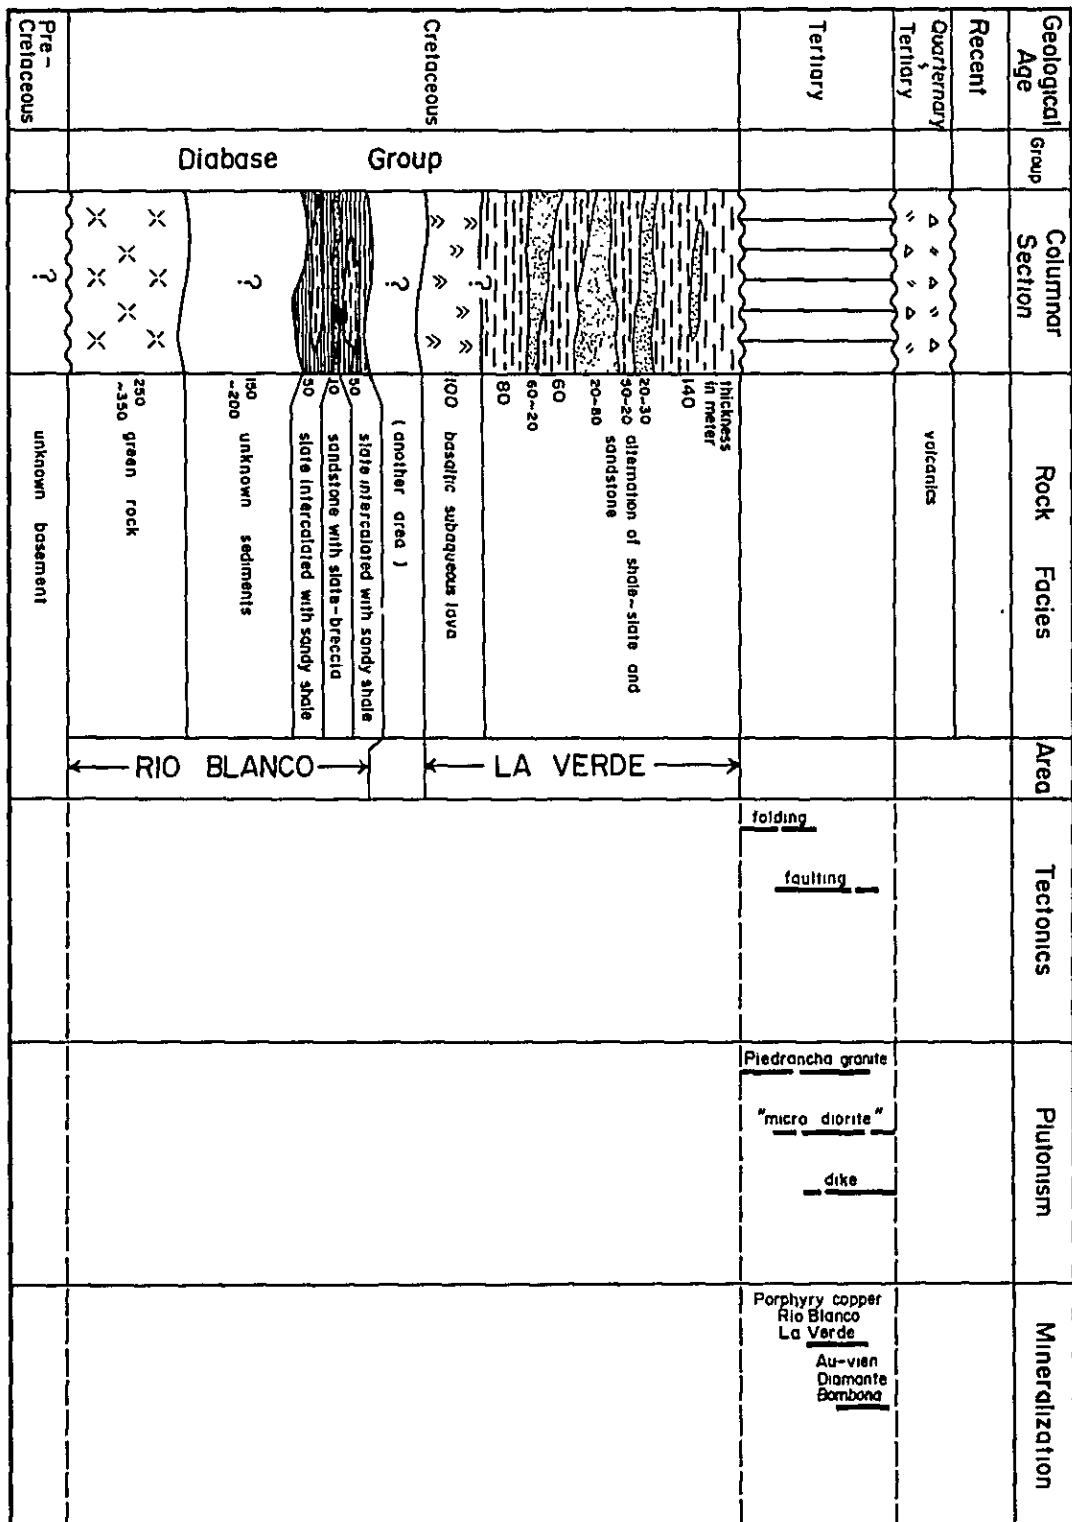 Geological
Age
Group
Columnar
Section
Rock Facies
Area
Tectonics
Plutonism
Mineralization
Recent
Quarternary
&
Tertiary
volcanics
Tertiary
folding
faulting
Piedrancha granite
"micro diorite"
dike
Porphyry copper
Rio Blanco
La Verde
Au-vien
Diamante
Bombona
Cretaceous
Diabase Group
thickness
in meter
140
20~30
30~20 alternation of shale~slate and
sandstone
20~80
60
60~20
80
?
100 basaltic subaqueous lava
LA VERDE
?
(another area)
50 slate intercalated with sandy shale
10 sandstone with slate-breccia
30 slate intercalated with sandy shale
?
150
~200 unknown sediments
250
~350 green rock
RIO BLANCO
Pre-
Cretaceous
?
unknown basement